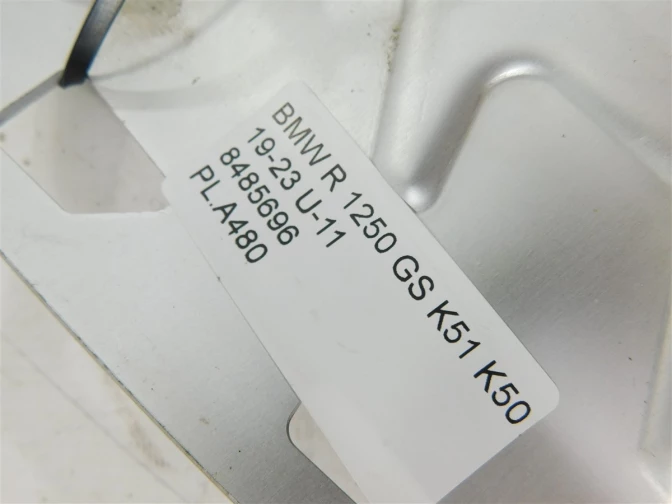 BMW R 1250 GS K51 K50
19-23 U-11
8485696
PL.A480